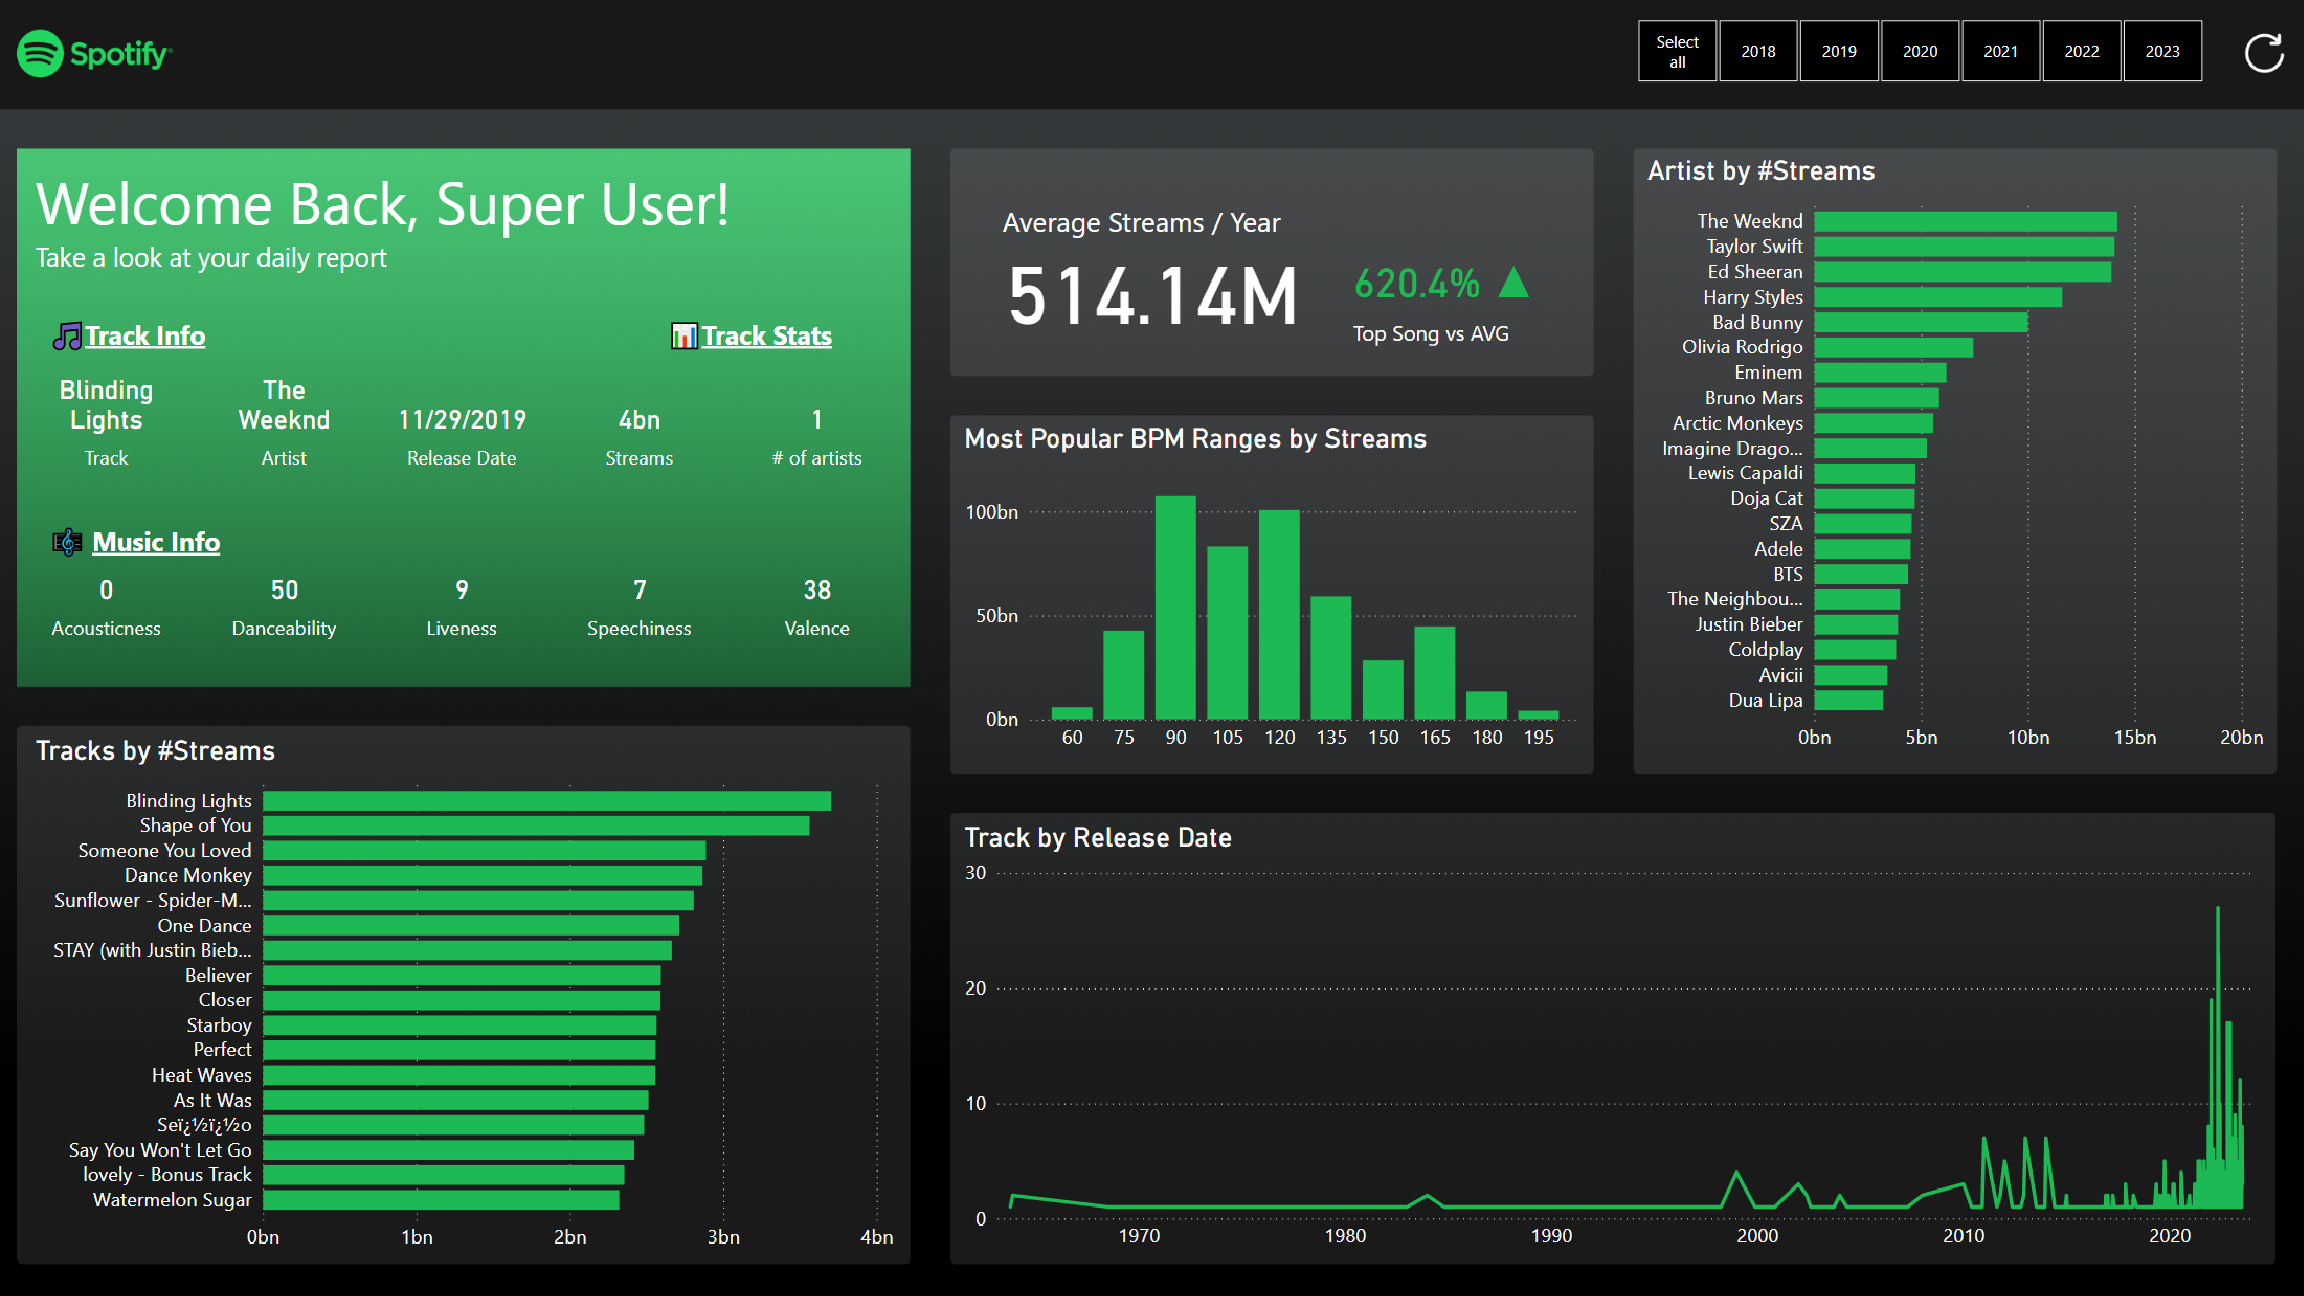 Spotify
Select all
2018
2019
2020
2021
2022
2023
Welcome Back, Super User!
Take a look at your daily report
Track Info
Track Stats
Blinding Lights
The Weeknd
11/29/2019
4bn
1
Track
Artist
Release Date
Streams
# of artists
Music Info
0
50
9
7
38
Acousticness
Danceability
Liveness
Speechiness
Valence
Average Streams / Year
514.14M
620.4%
Top Song vs AVG
Most Popular BPM Ranges by Streams
100bn
50bn
0bn
60
75
90
105
120
135
150
165
180
195
Artist by #Streams
The Weeknd
Taylor Swift
Ed Sheeran
Harry Styles
Bad Bunny
Olivia Rodrigo
Eminem
Bruno Mars
Arctic Monkeys
Imagine Drago...
Lewis Capaldi
Doja Cat
SZA
Adele
BTS
The Neighbou...
Justin Bieber
Coldplay
Avicii
Dua Lipa
0bn
5bn
10bn
15bn
20bn
Tracks by #Streams
Blinding Lights
Shape of You
Someone You Loved
Dance Monkey
Sunflower - Spider-M...
One Dance
STAY (with Justin Bieb...
Believer
Closer
Starboy
Perfect
Heat Waves
As It Was
Seï¿½ï¿½o
Say You Won't Let Go
lovely - Bonus Track
Watermelon Sugar
0bn
1bn
2bn
3bn
4bn
Track by Release Date
30
20
10
0
1970
1980
1990
2000
2010
2020